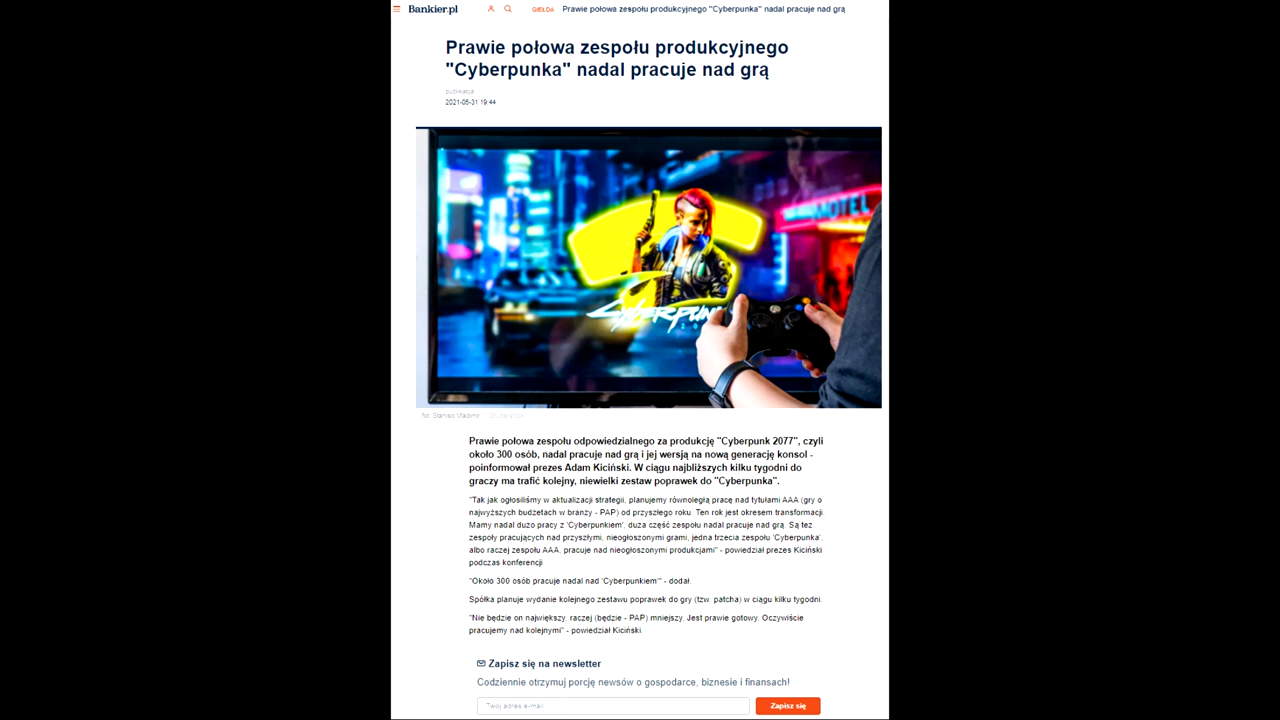 Bankier.pl
GIEŁDA Prawie połowa zespołu produkcyjnego "Cyberpunka" nadal pracuje nad grą
Prawie połowa zespołu produkcyjnego
"Cyberpunka" nadal pracuje nad grą
publikacja
2021-05-31 19:44
MOTEL
CYBERPUNK
fot. Stanisic Vladimir
Prawie połowa zespołu odpowiedzialnego za produkcję "Cyberpunk 2077", czyli
około 300 osób, nadal pracuje nad grą i jej wersją na nową generację konsol -
poinformował prezes Adam Kiciński. W ciągu najbliższych kilku tygodni do
graczy ma trafić kolejny, niewielki zestaw poprawek do "Cyberpunka".
"Tak jak ogłosiliśmy w aktualizacji strategii, planujemy równoległą pracę nad tytułami AAA (gry o
najwyższych budżetach w branży - PAP) od przyszłego roku. Ten rok jest okresem transformacji.
Mamy nadal dużo pracy z 'Cyberpunkiem', duża część zespołu nadal pracuje nad grą. Są też
zespoły pracujących nad przyszłymi, nieogłoszonymi grami, jedna trzecia zespołu 'Cyberpunka',
albo raczej zespołu AAA, pracuje nad nieogłoszonymi produkcjami" - powiedział prezes Kiciński
podczas konferencji.
"Około 300 osób pracuje nadal nad 'Cyberpunkiem'" - dodał.
Spółka planuje wydanie kolejnego zestawu poprawek do gry (tzw. patcha) w ciągu kilku tygodni.
"Nie będzie on największy, raczej (będzie - PAP) mniejszy. Jest prawie gotowy. Oczywiście
pracujemy nad kolejnymi" - powiedział Kiciński.
Zapisz się na newsletter
Codziennie otrzymuj porcję newsów o gospodarce, biznesie i finansach!
Twój adres e-mail
Zapisz się